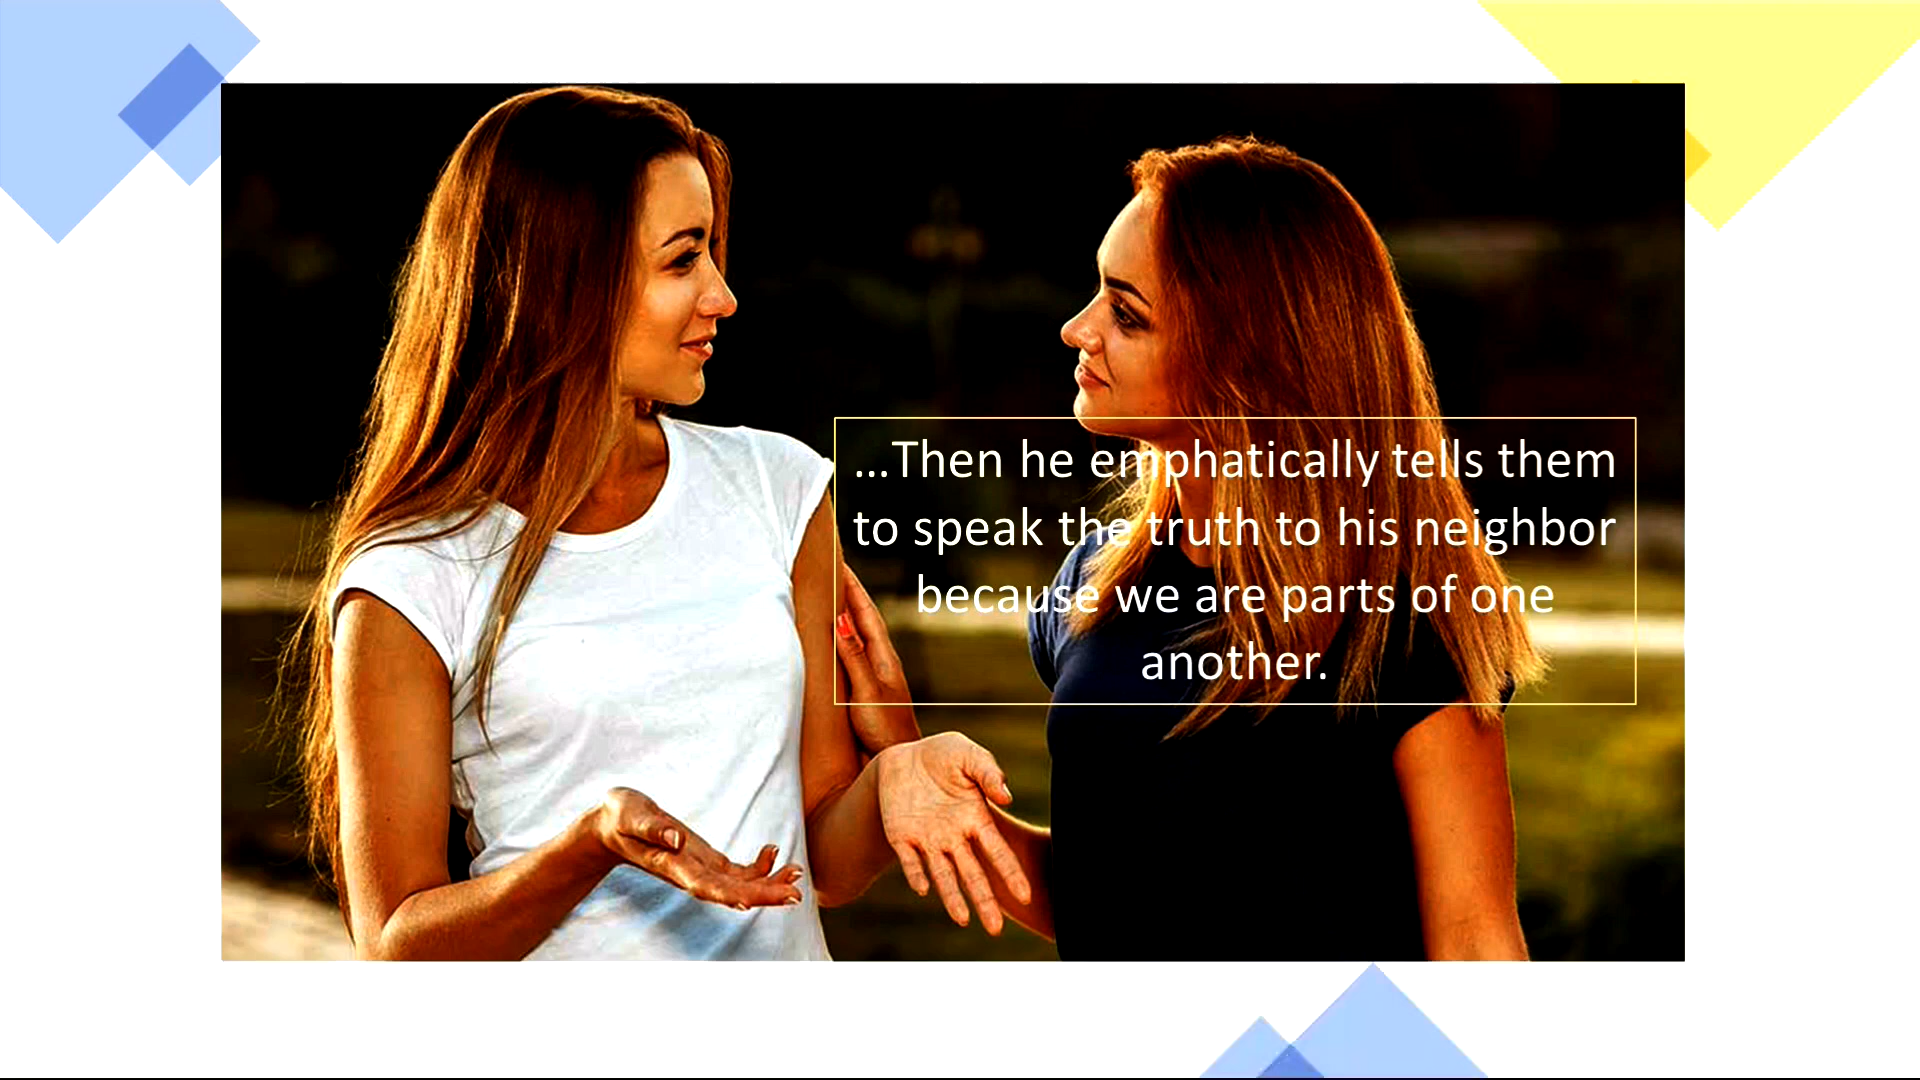 ...Then he emphatically tells them
to speak the truth to his neighbor
because we are parts of one
another.